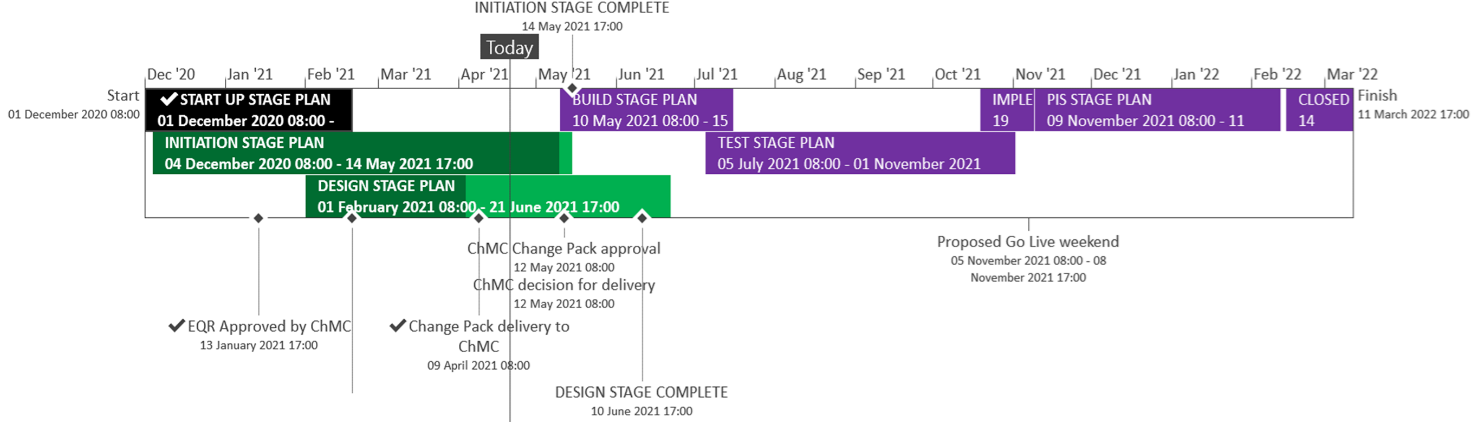 INITIATION STAGE COMPLETE
14 May 2021 17:00
Today
Dec '20 Jan '21 Feb '21 Mar '21 Apr '21 May '21 Jun '21 Jul '21 Aug '21 Sep '21 Oct '21 Nov '21 Dec '21 Jan '22 Feb '22 Mar '22
Start
01 December 2020 08:00
START UP STAGE PLAN
01 December 2020 08:00 -
BUILD STAGE PLAN
10 May 2021 08:00 - 15
IMPLE
19
PIS STAGE PLAN
09 November 2021 08:00 - 11
CLOSED
14
Finish
11 March 2022 17:00
INITIATION STAGE PLAN
04 December 2020 08:00 - 14 May 2021 17:00
TEST STAGE PLAN
05 July 2021 08:00 - 01 November 2021
DESIGN STAGE PLAN
01 February 2021 08:00 - 21 June 2021 17:00
ChMC Change Pack approval
12 May 2021 08:00
ChMC decision for delivery
12 May 2021 08:00
Proposed Go Live weekend
05 November 2021 08:00 - 08
November 2021 17:00
EQR Approved by ChMC
13 January 2021 17:00
Change Pack delivery to
ChMC
09 April 2021 08:00
DESIGN STAGE COMPLETE
10 June 2021 17:00